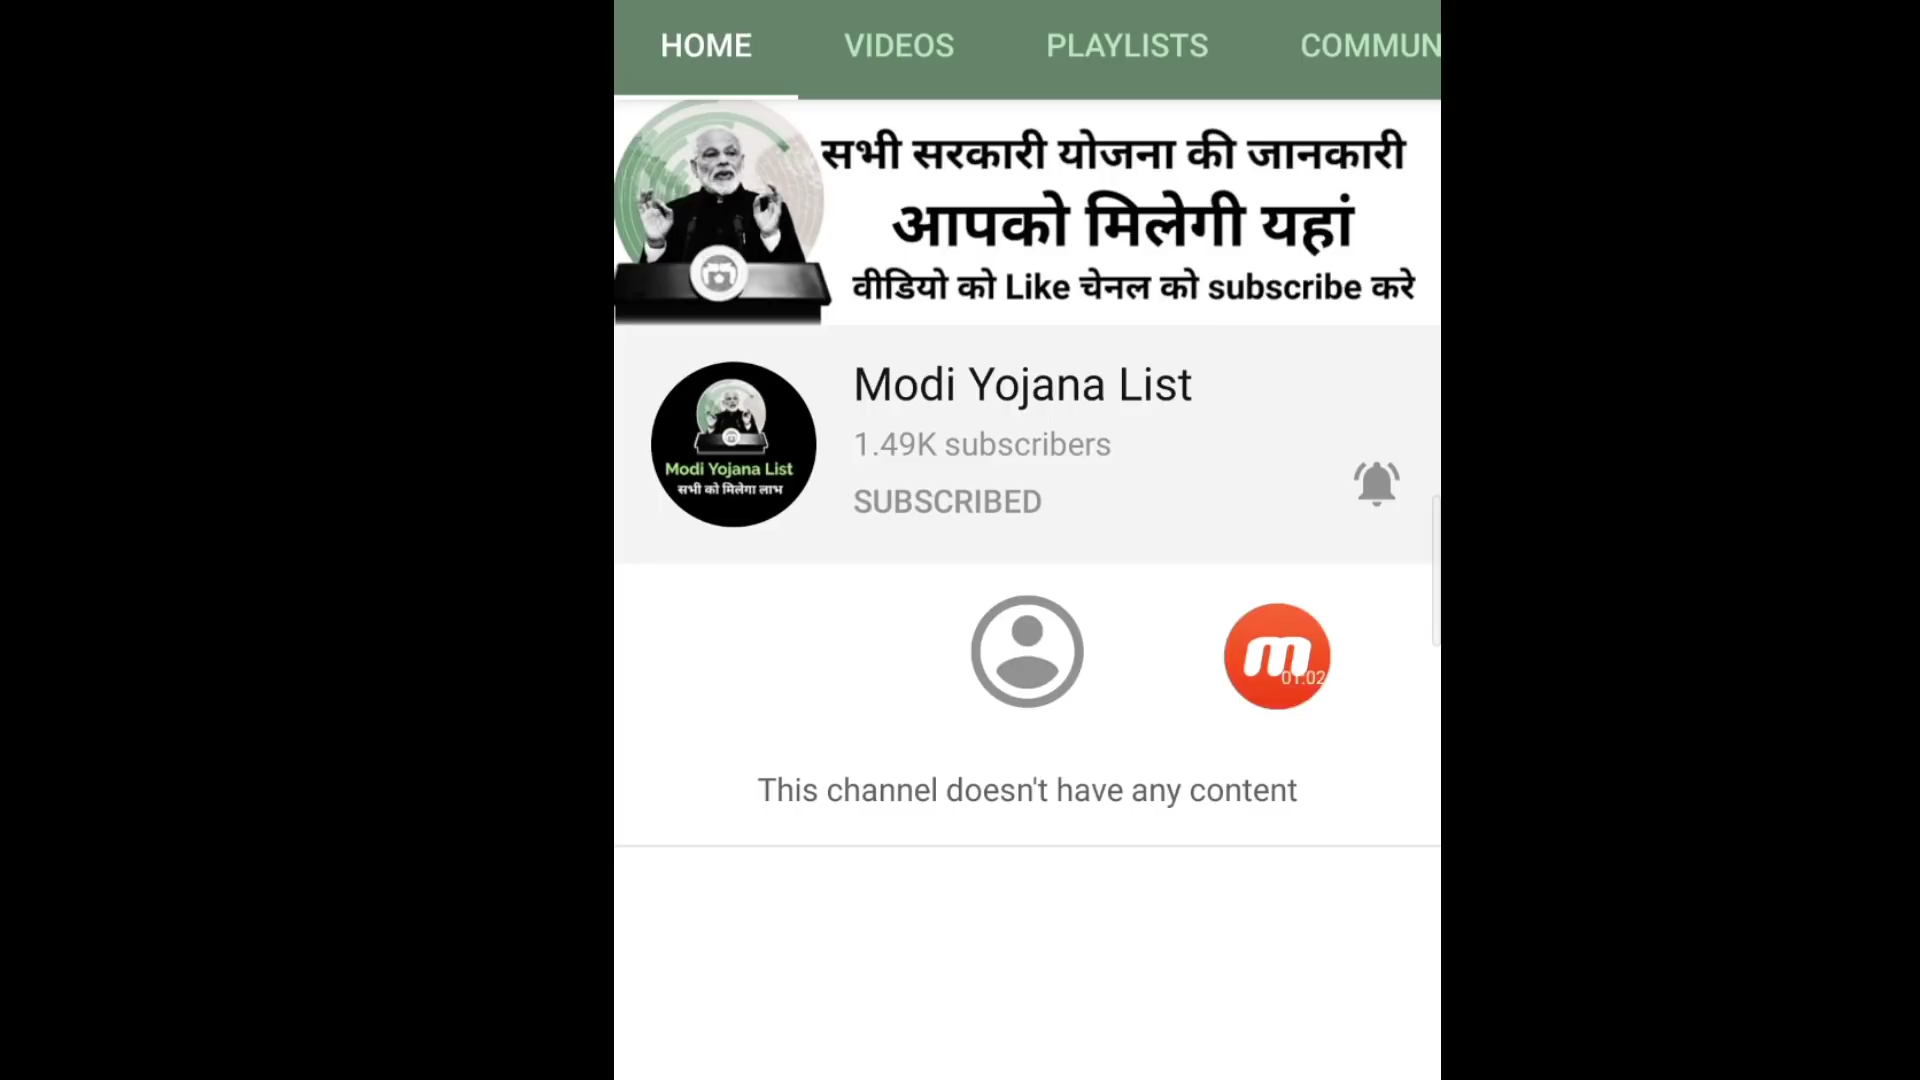 HOME VIDEOS PLAYLISTS COMMUN
सभी सरकारी योजना की जानकारी
आपको मिलेगी यहां
वीडियो को Like चेनल को subscribe करे
Modi Yojana List
1.49K subscribers
SUBSCRIBED
Modi Yojana List
सभी को मिलेगा लाभ
m
01:02
This channel doesn't have any content